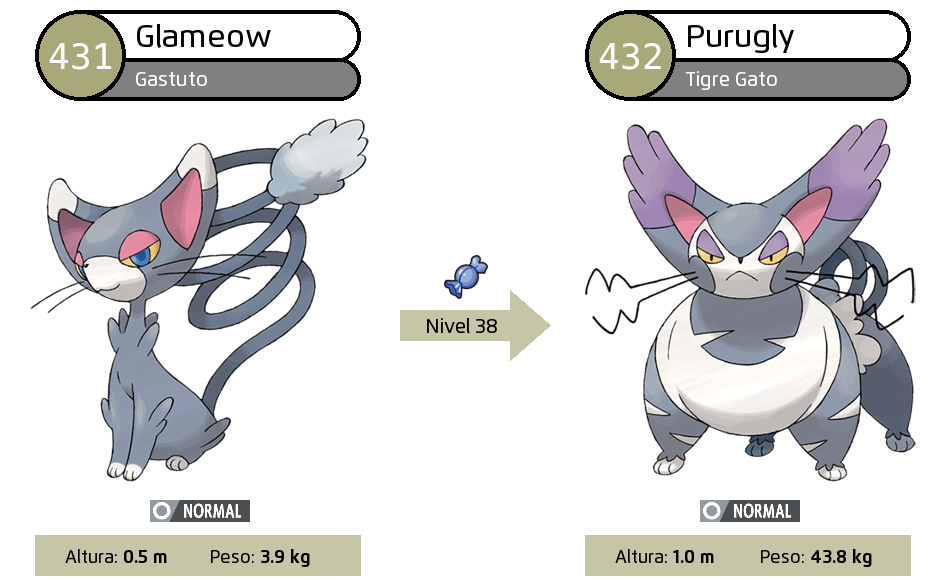 431
Glameow
Gastuto
432
Purugly
Tigre Gato
Nivel 38
NORMAL
NORMAL
Altura: 0.5 m Peso: 3.9 kg
Altura: 1.0 m Peso: 43.8 kg